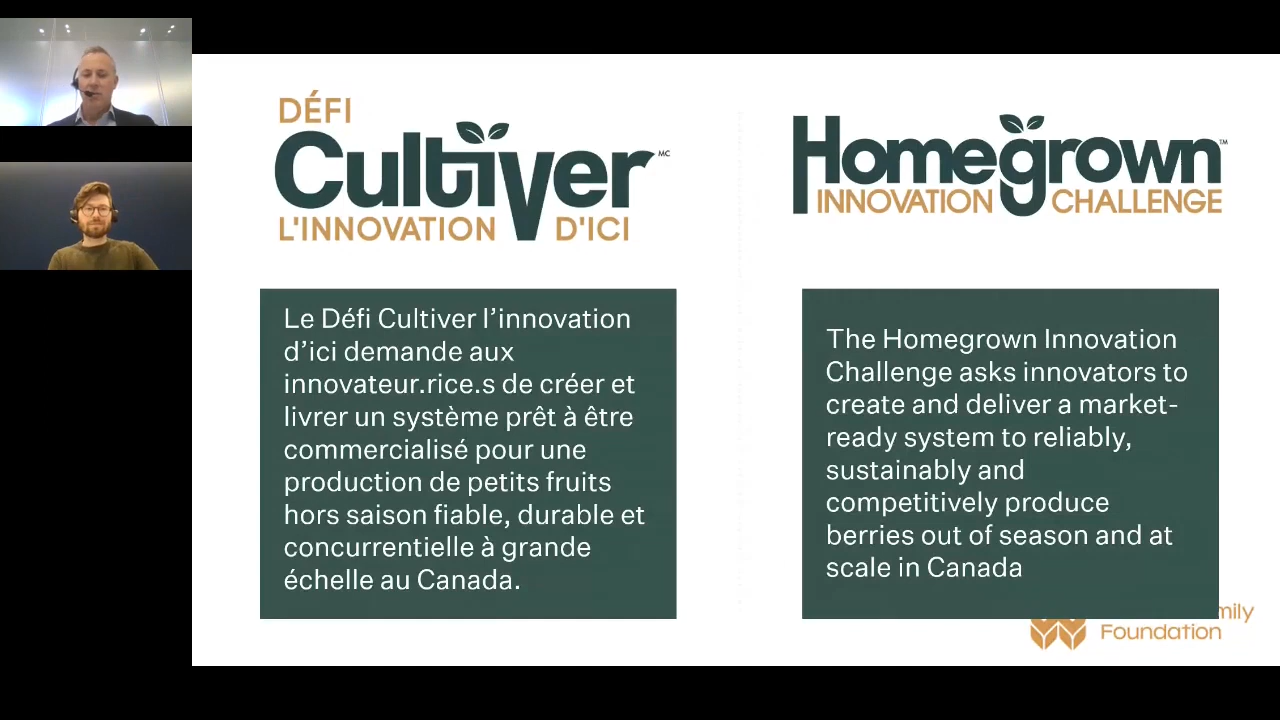 DÉFI
Cultiver MC
L'INNOVATION D'ICI
Le Défi Cultiver l’innovation
d’ici demande aux
innovateur.rice.s de créer et
livrer un système prêt à être
commercialisé pour une
production de petits fruits
hors saison fiable, durable et
concurrentielle à grande
échelle au Canada.
Homegrown TM
INNOVATION CHALLENGE
The Homegrown Innovation
Challenge asks innovators to
create and deliver a market-
ready system to reliably,
sustainably and
competitively produce
berries out of season and at
scale in Canada
Foundation